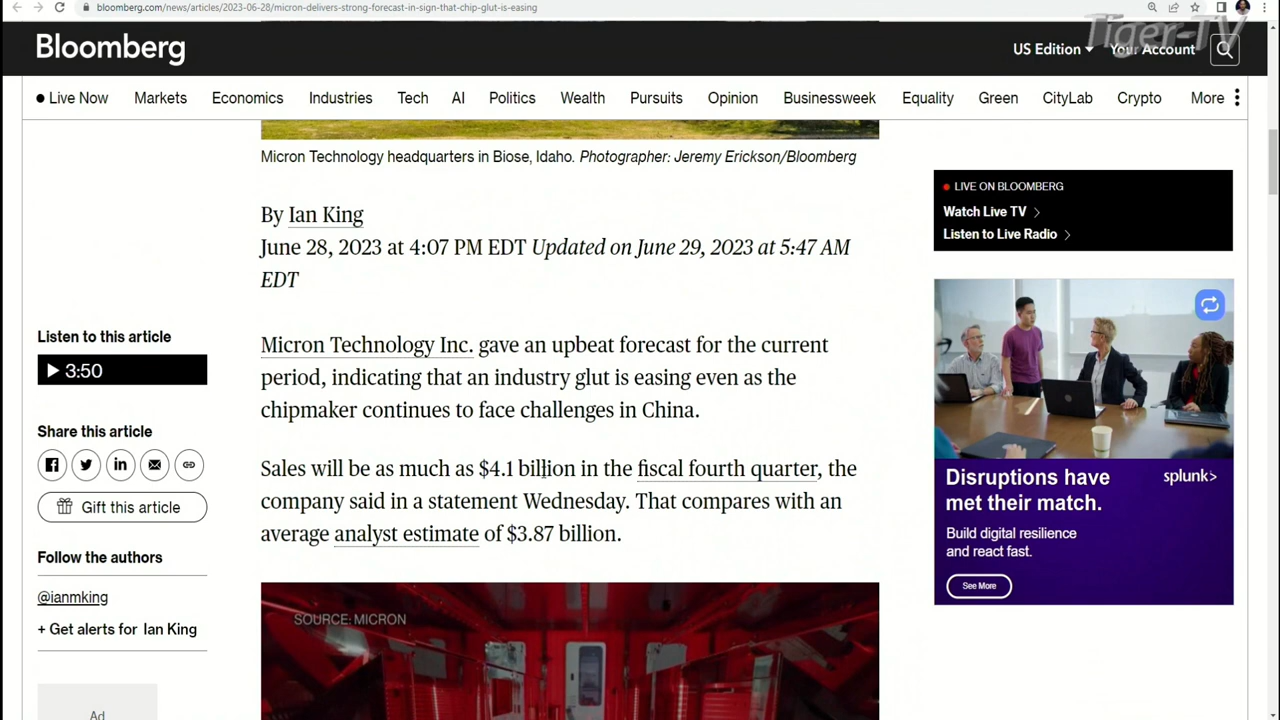 bloomberg.com/news/articles/2023-06-28/micron-delivers-strong-forecast-in-sign-that-chip-glut-is-easing
Tiger-TV
Bloomberg
US Edition
Your Account
Live Now Markets Economics Industries Tech AI Politics Wealth Pursuits Opinion Businessweek Equality Green CityLab Crypto More
Micron Technology headquarters in Biose, Idaho. Photographer: Jeremy Erickson/Bloomberg
By Ian King
June 28, 2023 at 4:07 PM EDT Updated on June 29, 2023 at 5:47 AM
EDT
Listen to this article
3:50
Share this article
Gift this article
Follow the authors
@ianmking
+ Get alerts for Ian King
Ad
Micron Technology Inc. gave an upbeat forecast for the current
period, indicating that an industry glut is easing even as the
chipmaker continues to face challenges in China.
Sales will be as much as $4.1 billion in the fiscal fourth quarter, the
company said in a statement Wednesday. That compares with an
average analyst estimate of $3.87 billion.
SOURCE: MICRON
LIVE ON BLOOMBERG
Watch Live TV
Listen to Live Radio
Disruptions have
met their match.
splunk>
Build digital resilience
and react fast.
See More